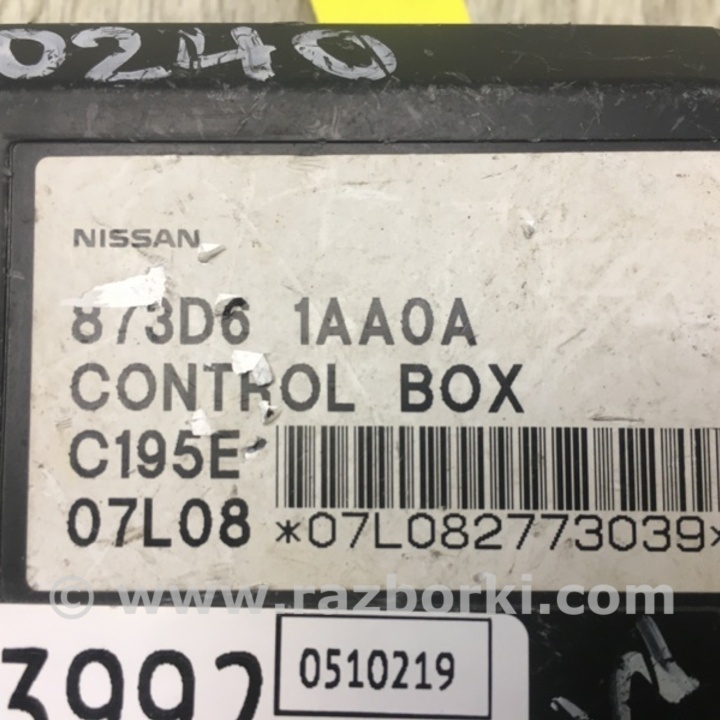 0240
NISSAN
873D6 1AA0A
CONTROL BOX
C195E
07L08 *07L082773039*
© www.razborki.com
3992
0510219